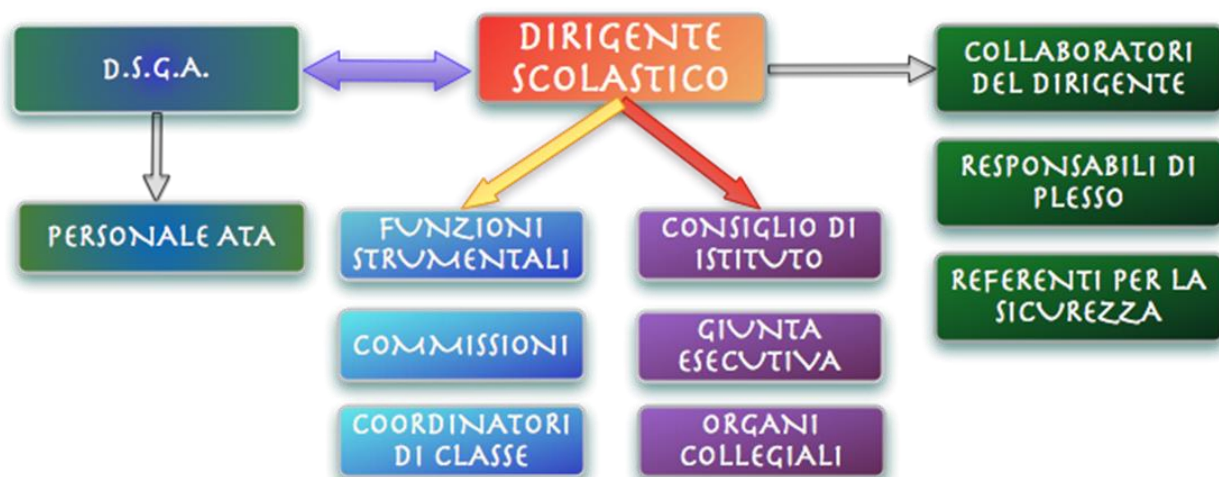 D.S.G.A.
DIRIGENTE
SCOLASTICO
COLLABORATORI
DEL DIRIGENTE
RESPONSABILI DI
PLESSO
REFERENTI PER LA
SICUREZZA
PERSONALE ATA
FUNZIONI
STRUMENTALI
COMMISSIONI
COORDINATORI
DI CLASSE
CONSIGLIO DI
ISTITUTO
GIUNTA
ESECUTIVA
ORGANI
COLLEGIALI